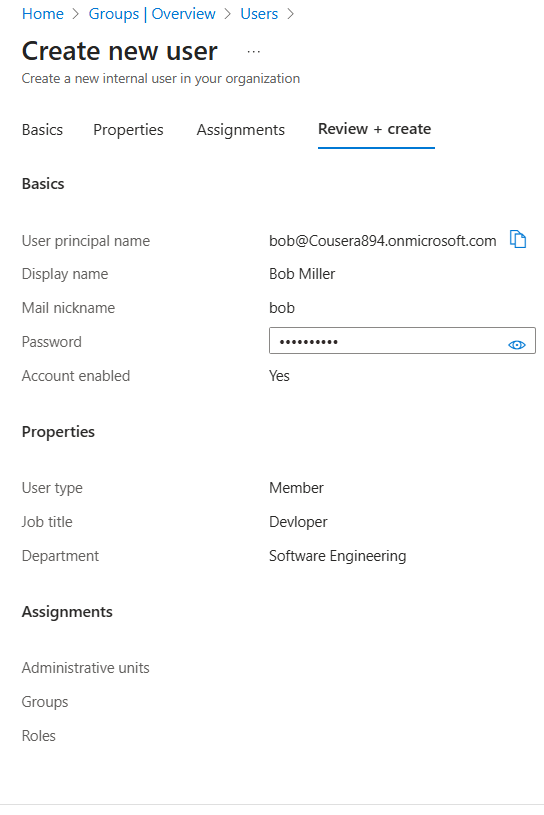 Home > Groups | Overview > Users >
Create new user ...
Create a new internal user in your organization
Basics Properties Assignments Review + create
Basics
User principal name bob@Cousera894.onmicrosoft.com
Display name Bob Miller
Mail nickname bob
Password ••••••••••
Account enabled Yes
Properties
User type Member
Job title Devloper
Department Software Engineering
Assignments
Administrative units
Groups
Roles